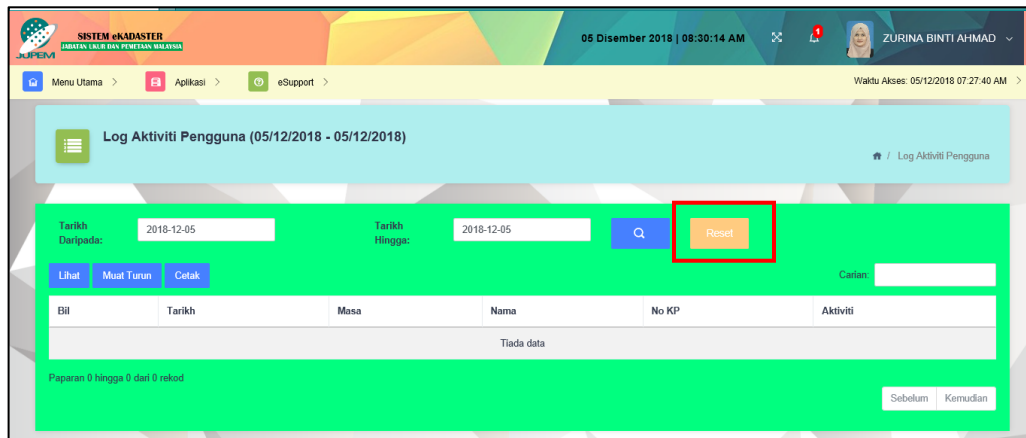 SISTEM eKADASTER
JABATAN UKUR DAN PEMETAAN MALAYSIA
JUPEM
05 Disember 2018 | 08:30:14 AM
1
ZURINA BINTI AHMAD
Menu Utama >
Aplikasi >
eSupport >
Waktu Akses: 05/12/2018 07:27:40 AM >
Log Aktiviti Pengguna (05/12/2018 - 05/12/2018)
/ Log Aktiviti Pengguna
Tarikh Daripada:
2018-12-05
Tarikh Hingga:
2018-12-05
Reset
Lihat Muat Turun Cetak
Carian:
Bil Tarikh Masa Nama No KP Aktiviti
Tiada data
Paparan 0 hingga 0 dari 0 rekod
Sebelum Kemudian